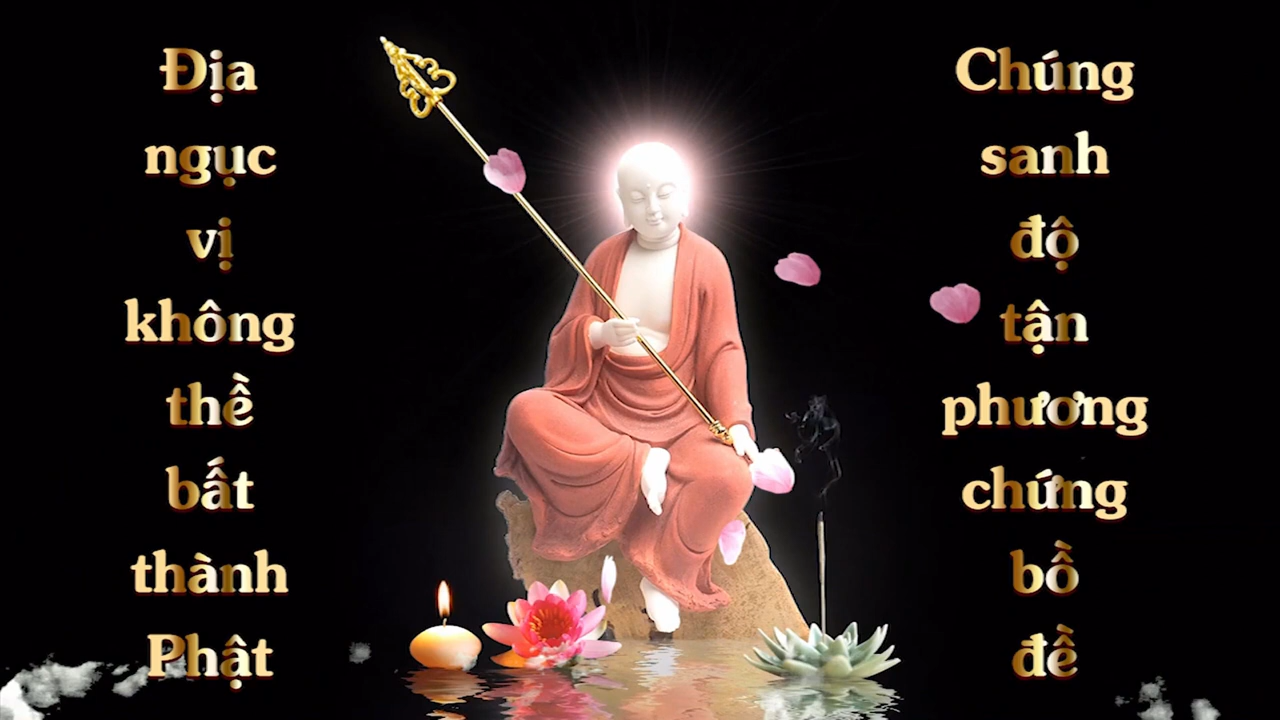 Địa
ngục
vị
không
thề
bất
thành
Phật
Chúng
sanh
độ
tận
phương
chứng
bồ
đề